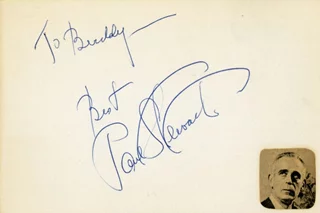 To Buddy—
Best
Paul Stewart